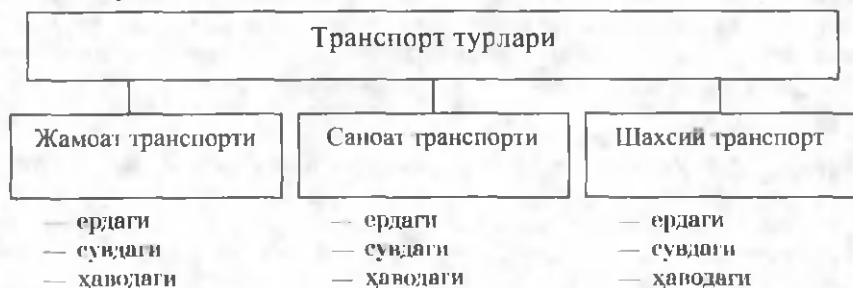 Транспорт турлари
Жамоат транспорти
Саноат транспорти
Шахсий транспорт
— ердаги
— сувдаги
— ҳаводаги
— ердаги
— сувдаги
— ҳаводаги
— ердаги
— сувдаги
— ҳаводаги